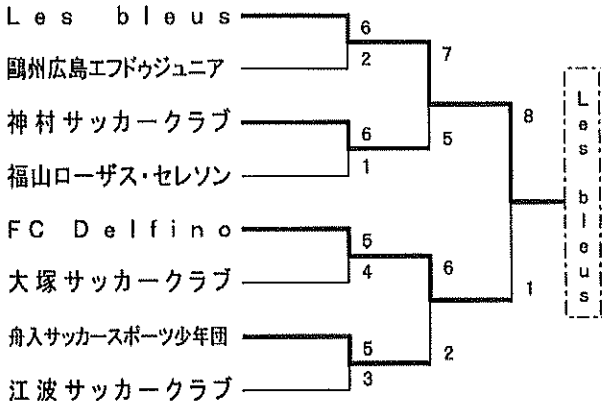 Les bleus
6
7
鷗州広島エフドゥジュニア
2
8
神村サッカークラブ
6
5
福山ローザス・セレソン
1
Les bleus
FC Delfino
5
6
大塚サッカークラブ
4
1
舟入サッカースポーツ少年団
5
2
江波サッカークラブ
3